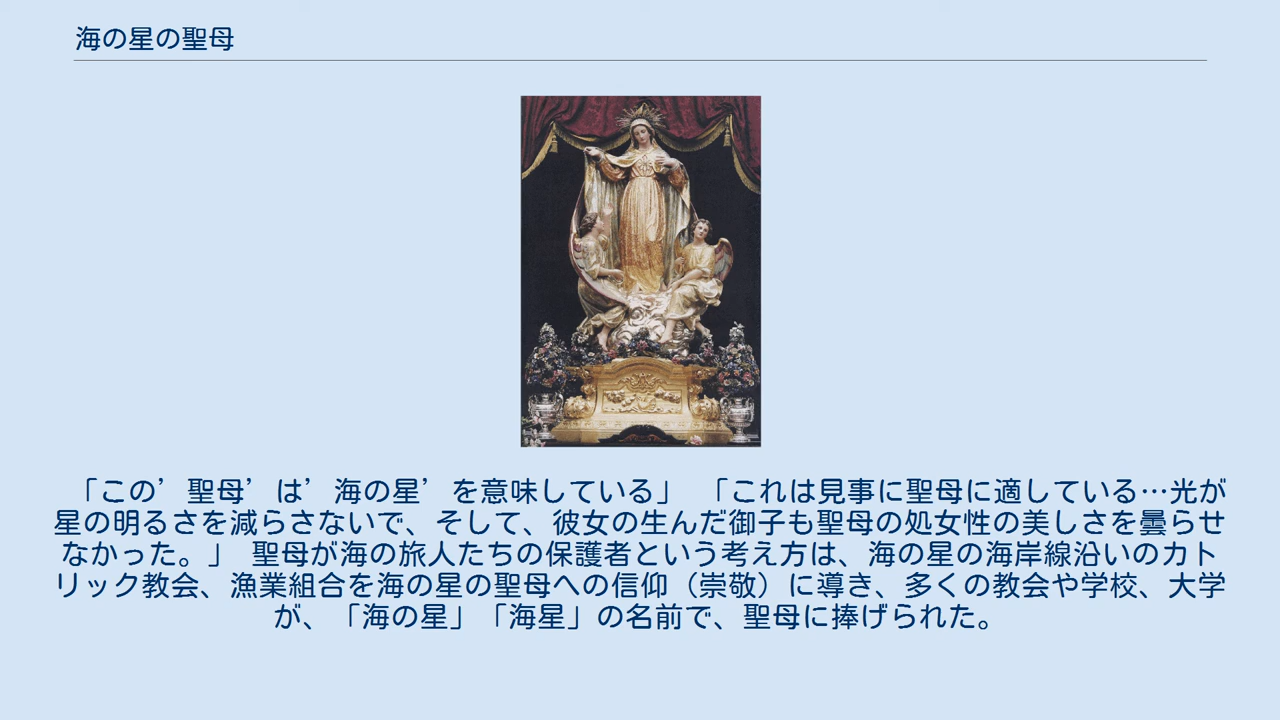 海の星の聖母
「この’聖母’は’海の星’を意味している」 「これは見事に聖母に適している…光が
星の明るさを減らさないで、そして、彼女の生んだ御子も聖母の処女性の美しさを曇らせ
なかった。」 聖母が海の旅人たちの保護者という考え方は、海の星の海岸線沿いのカト
リック教会、漁業組合を海の星の聖母への信仰（崇敬）に導き、多くの教会や学校、大学
が、「海の星」「海星」の名前で、聖母に捧げられた。